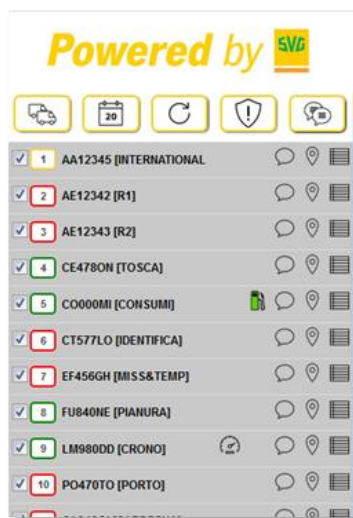 Powered by SVG
20
1 AA12345 [INTERNATIONAL
2 AE12342 [R1]
3 AE12343 [R2]
4 CE478ON [TOSCA]
5 CO000MI [CONSUMI]
6 CT577LO [IDENTIFICA]
7 EF456GH [MISS&TEMP]
8 FU840NE [PIANURA]
9 LM980DD [CRONO]
10 PO470TO [PORTO]